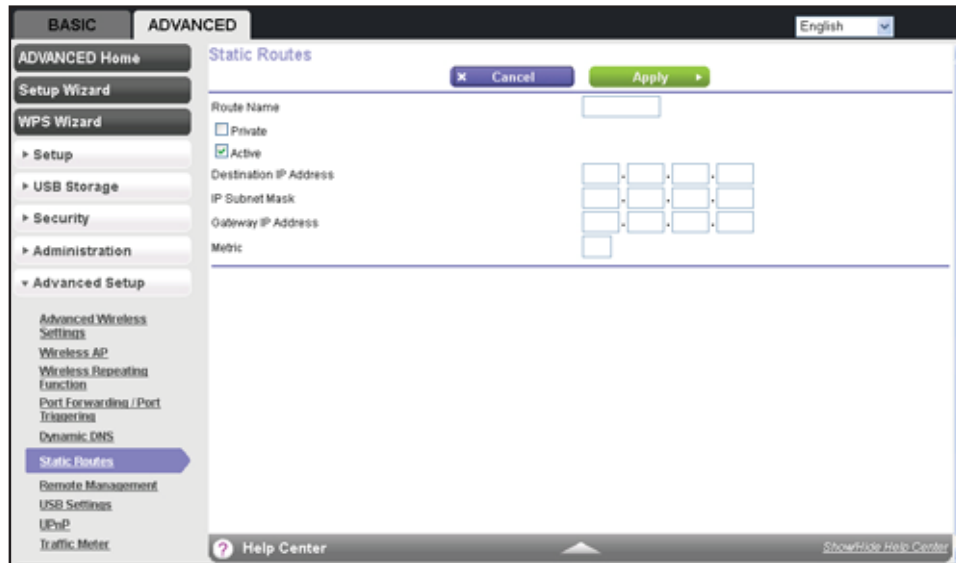 BASIC
ADVANCED
English
ADVANCED Home
Setup Wizard
WPS Wizard
Setup
USB Storage
Security
Administration
Advanced Setup
Advanced Wireless
Settings
Wireless AP
Wireless Repeating
Function
Port Forwarding / Port
Triggering
Dynamic DNS
Static Routes
Remote Management
USB Settings
UPnP
Traffic Meter
Static Routes
Cancel
Apply
Route Name
Private
Active
Destination IP Address
IP Subnet Mask
Gateway IP Address
Metric
? Help Center
Show/Hide Help Center